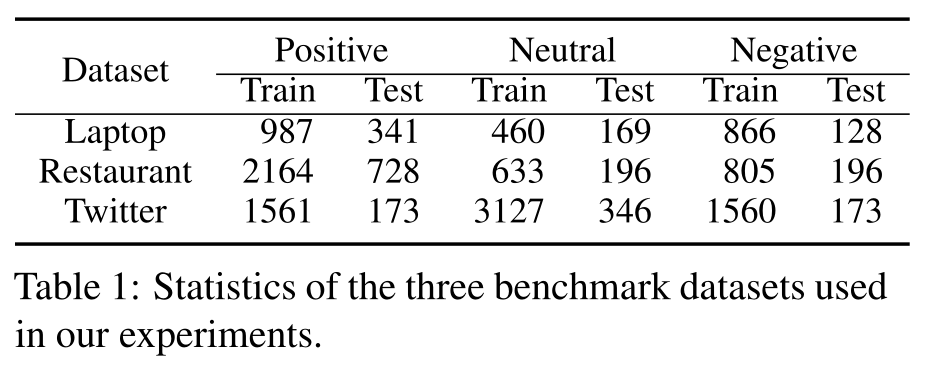 Dataset Positive Neutral Negative
Train Test Train Test Train Test
Laptop 987 341 460 169 866 128
Restaurant 2164 728 633 196 805 196
Twitter 1561 173 3127 346 1560 173
Table 1: Statistics of the three benchmark datasets used
in our experiments.